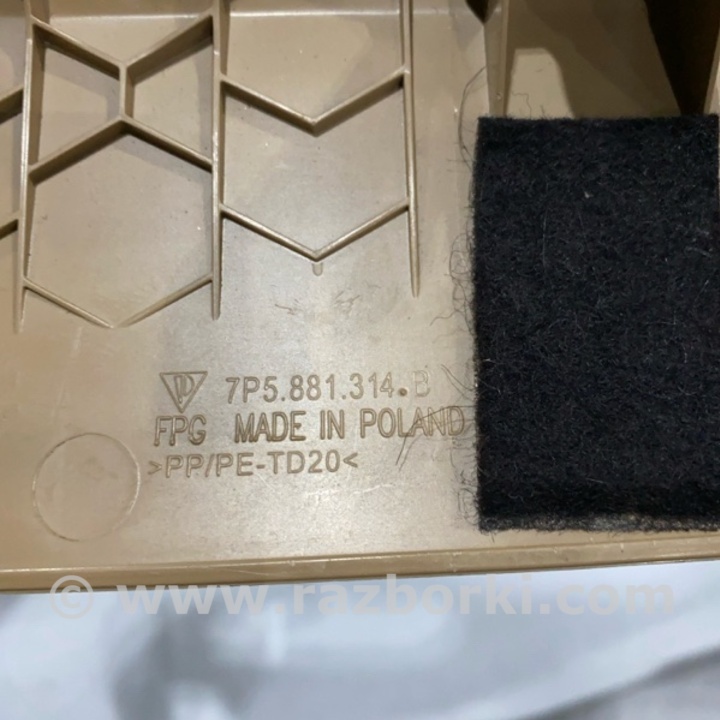 7P5.881.314.B
FPG MADE IN POLAND
>PP/PE-TD20<
© www.razborki.com